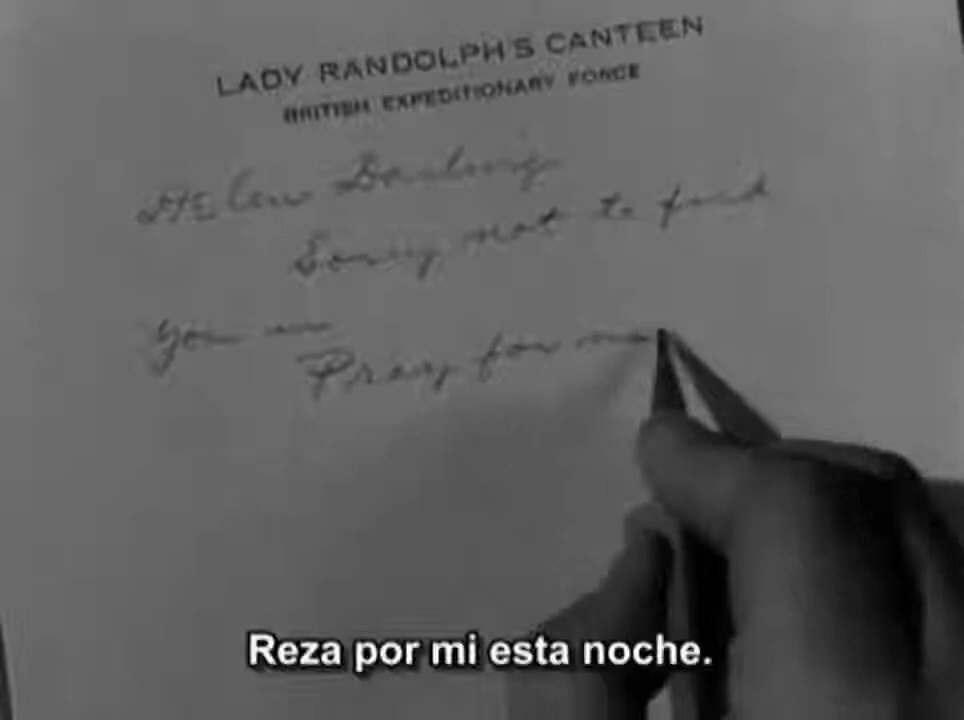 LADY RANDOLPH'S CANTEEN
BRITISH EXPEDITIONARY FORCE
Helen Darling
Sorry not to find
you
Pray for me
Reza por mi esta noche.